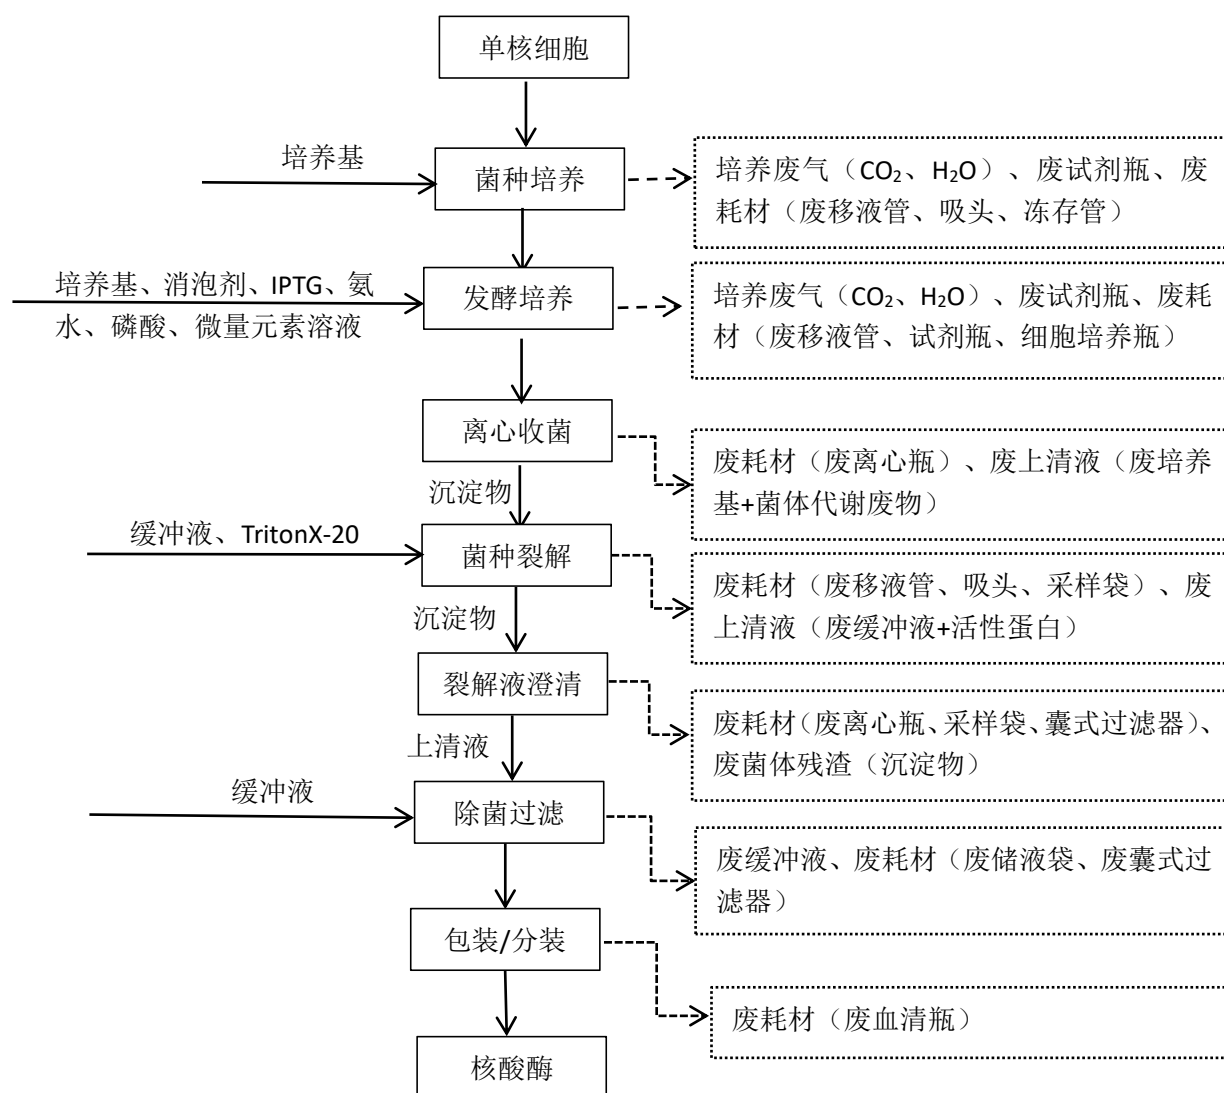 单核细胞
培养基
菌种培养
培养废气（CO₂、H₂O）、废试剂瓶、废
耗材（废移液管、吸头、冻存管）
培养基、消泡剂、IPTG、氨
水、磷酸、微量元素溶液
发酵培养
培养废气（CO₂、H₂O）、废试剂瓶、废耗
材（废移液管、试剂瓶、细胞培养瓶）
离心收菌
废耗材（废离心瓶）、废上清液（废培养
基+菌体代谢废物）
沉淀物
缓冲液、TritonX-20
菌种裂解
废耗材（废移液管、吸头、采样袋）、废
上清液（废缓冲液+活性蛋白）
沉淀物
裂解液澄清
废耗材（废离心瓶、采样袋、囊式过滤器）、
废菌体残渣（沉淀物）
上清液
缓冲液
除菌过滤
废缓冲液、废耗材（废储液袋、废囊式过
滤器）
包装/分装
废耗材（废血清瓶）
核酸酶